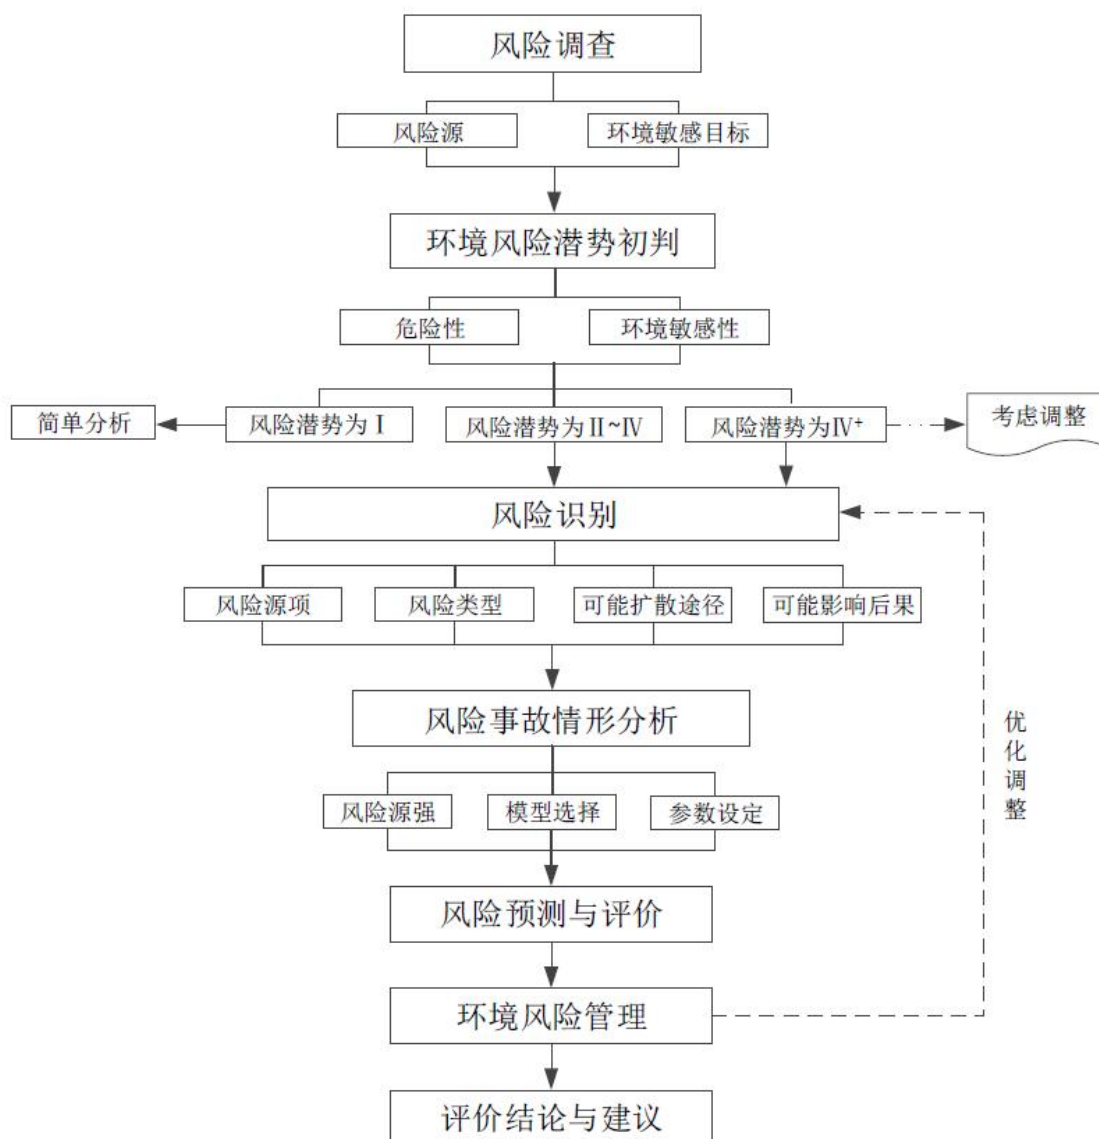 风险调查
风险源
环境敏感目标
环境风险潜势初判
危险性
环境敏感性
简单分析
风险潜势为Ⅰ
风险潜势为Ⅱ~Ⅳ
风险潜势为Ⅳ⁺
考虑调整
风险识别
风险源项
风险类型
可能扩散途径
可能影响后果
风险事故情形分析
优化调整
风险源强
模型选择
参数设定
风险预测与评价
环境风险管理
评价结论与建议